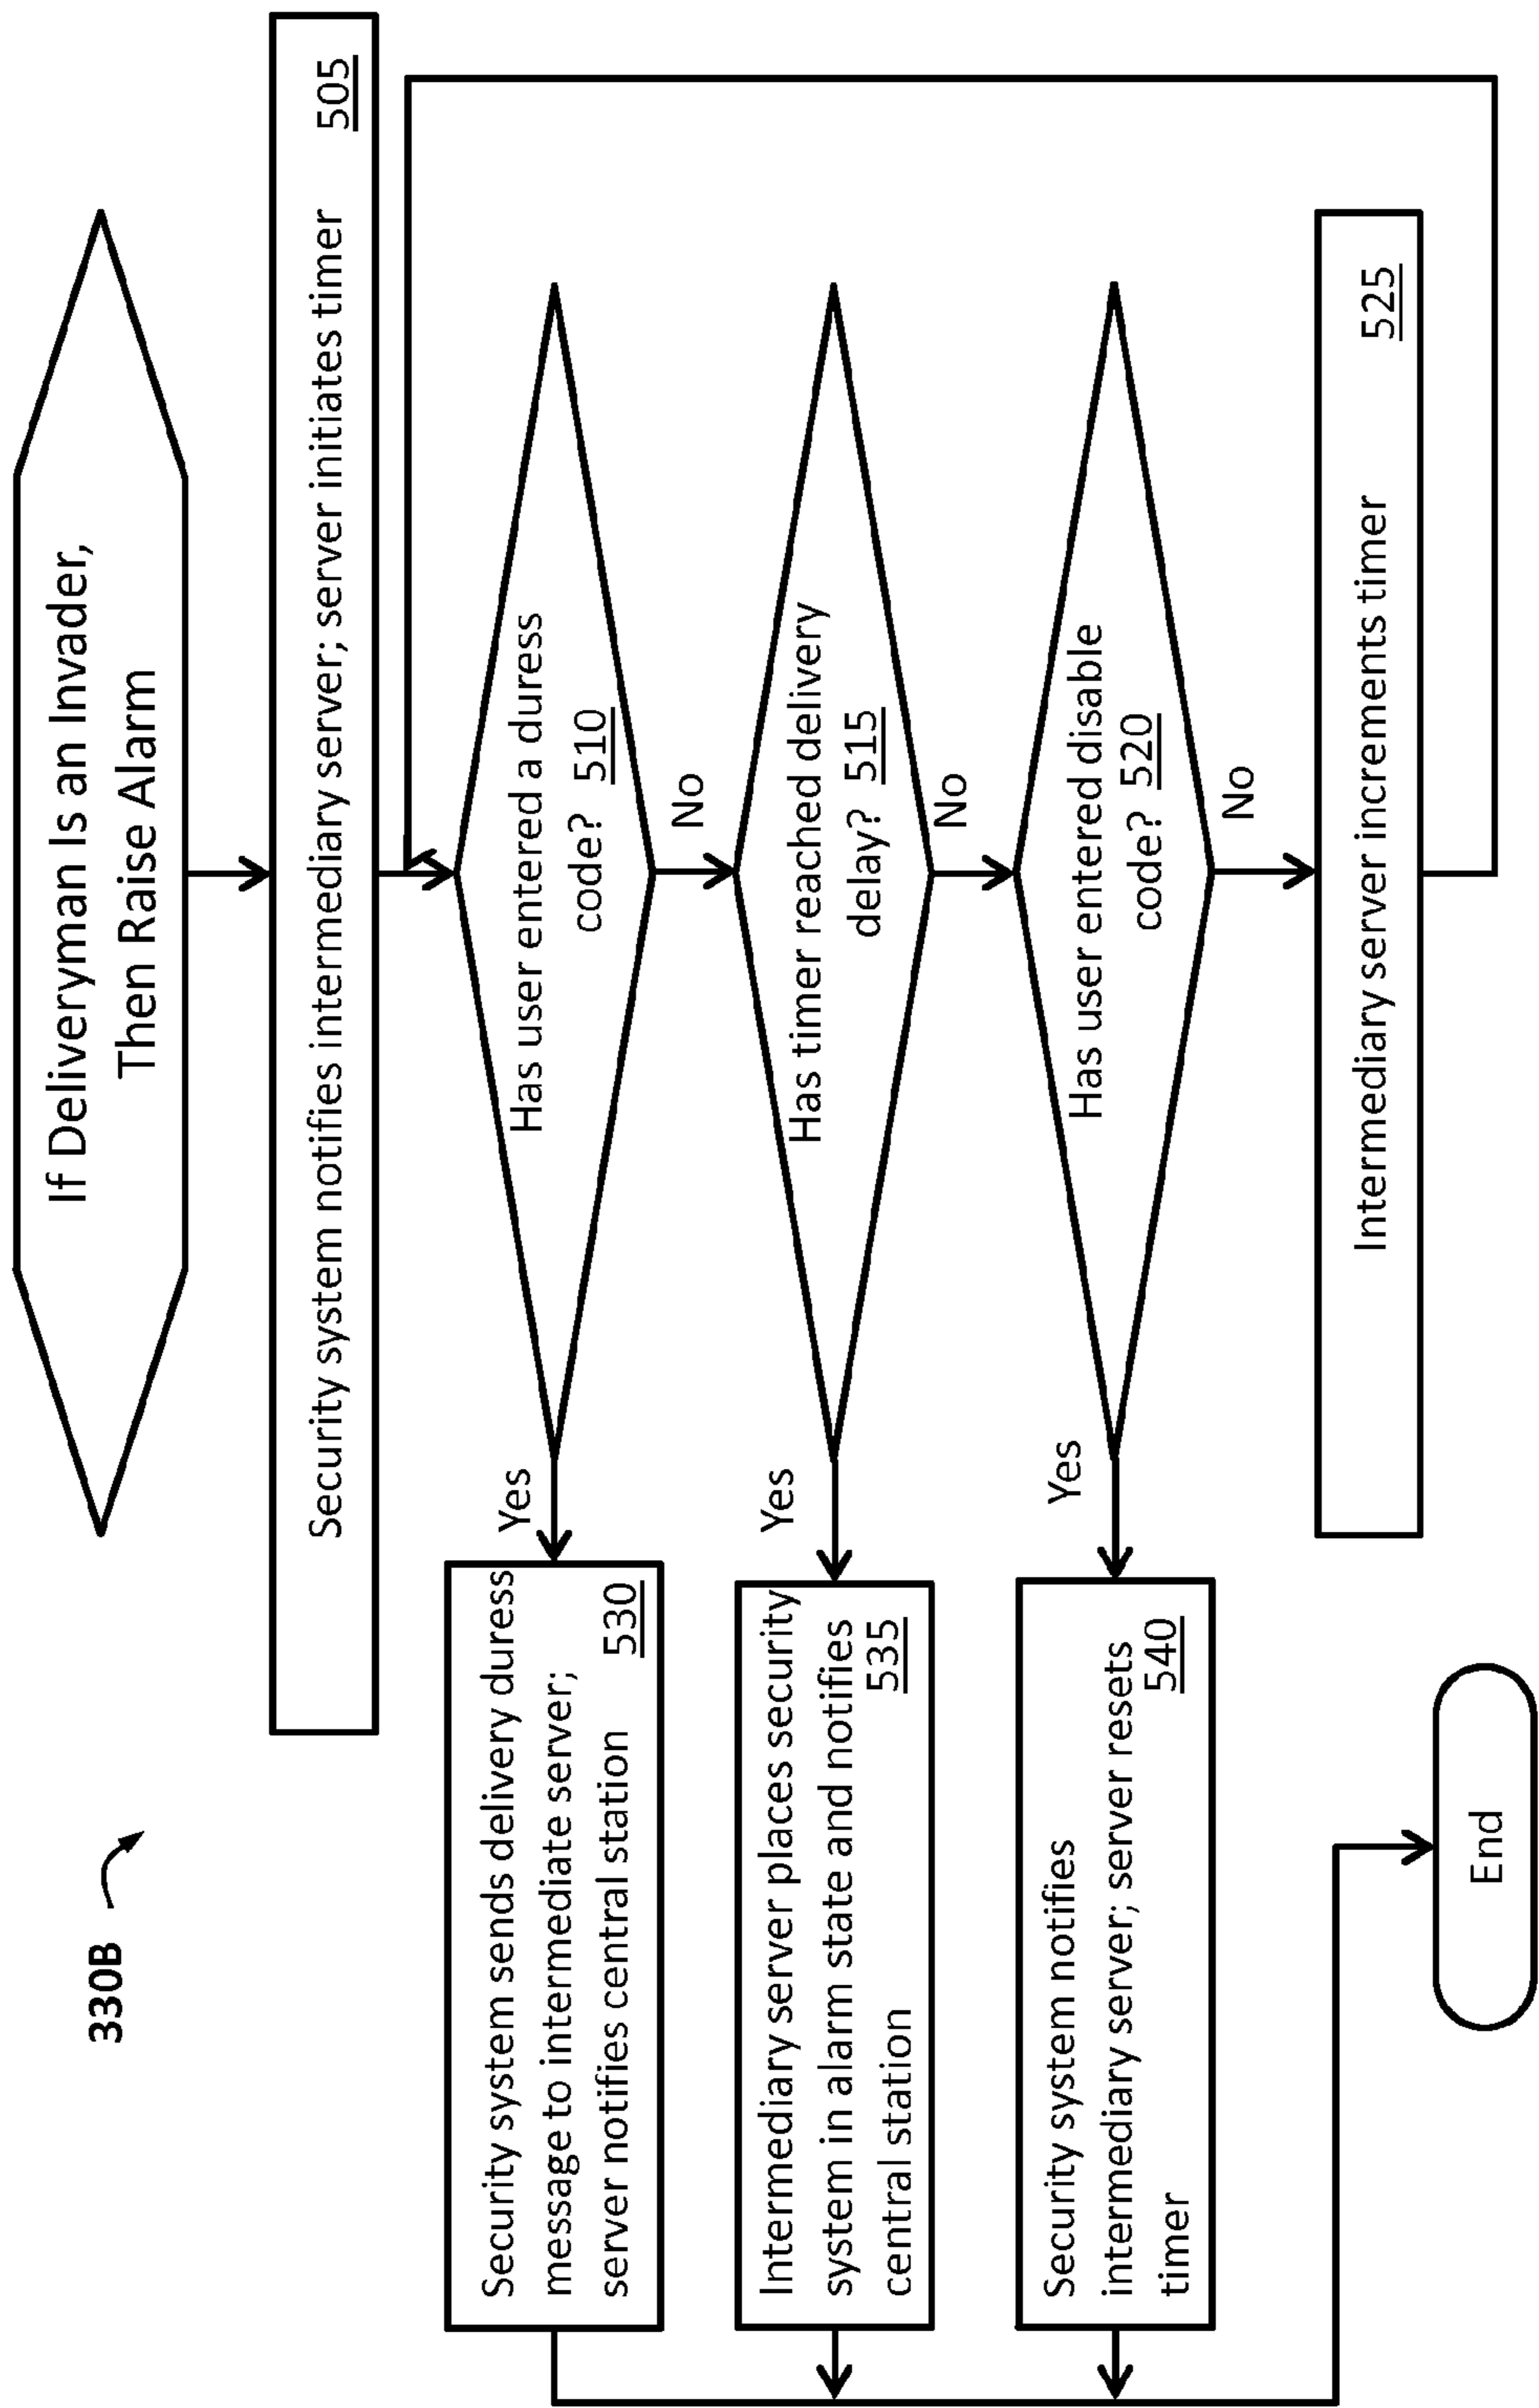 330B
If Deliveryman Is an Invader,
Then Raise Alarm
Security system notifies intermediary server; server initiates timer 505
Has user entered a duress
code? 510
Yes
No
Security system sends delivery duress
message to intermediate server;
server notifies central station 530
Has timer reached delivery
delay? 515
Yes
No
Intermediary server places security
system in alarm state and notifies
central station 535
Has user entered disable
code? 520
Yes
No
Security system notifies
intermediary server; server resets
timer 540
Intermediary server increments timer 525
End